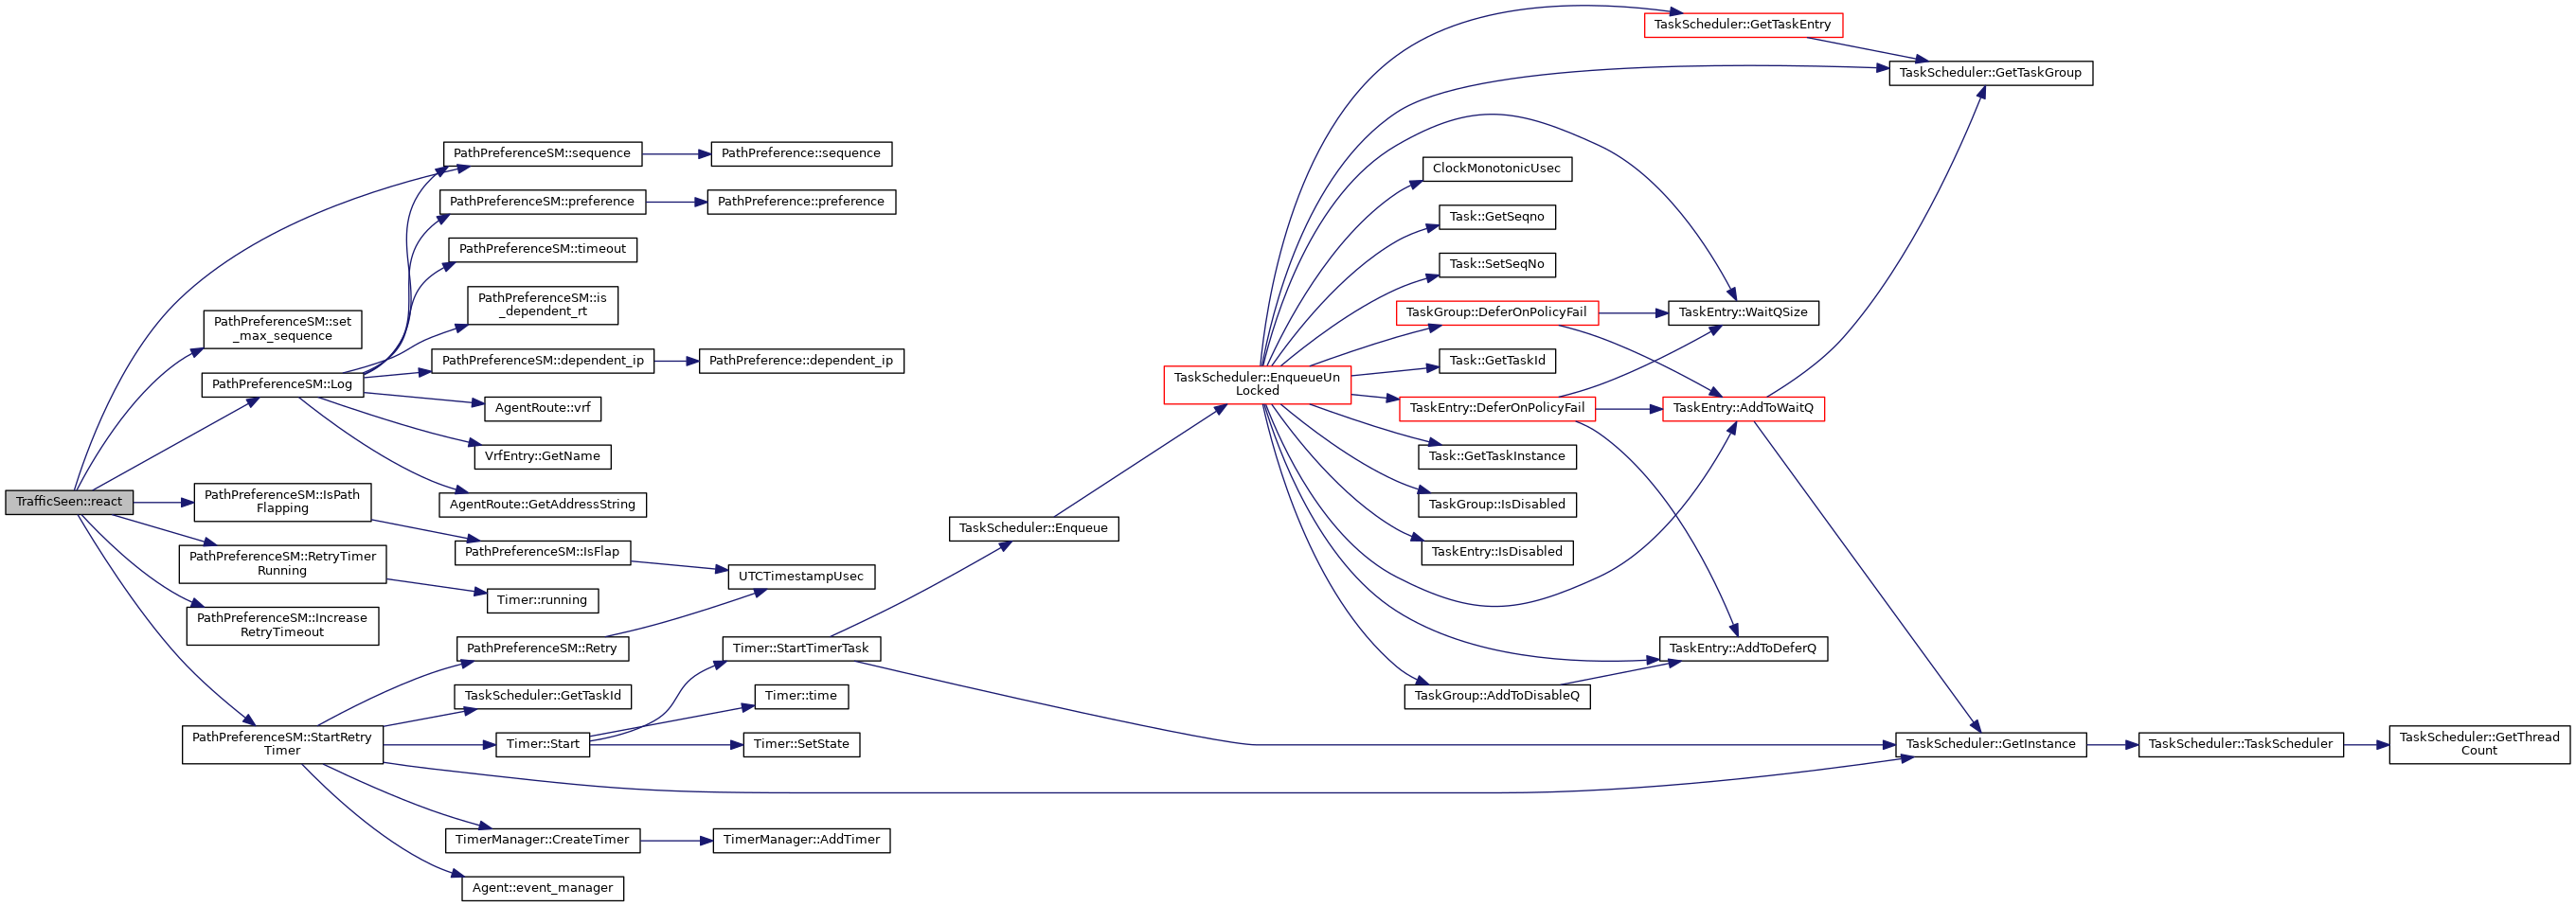 TrafficSeen::react
PathPreferenceSM::sequence
PathPreference::sequence
PathPreferenceSM::preference
PathPreference::preference
PathPreferenceSM::timeout
PathPreferenceSM::is
_dependent_rt
PathPreferenceSM::set
_max_sequence
PathPreferenceSM::Log
PathPreferenceSM::dependent_ip
PathPreference::dependent_ip
AgentRoute::vrf
VrfEntry::GetName
AgentRoute::GetAddressString
PathPreferenceSM::IsPath
Flapping
PathPreferenceSM::IsFlap
UTCTimestampUsec
PathPreferenceSM::RetryTimer
Running
Timer::running
PathPreferenceSM::Increase
RetryTimeout
PathPreferenceSM::StartRetry
Timer
PathPreferenceSM::Retry
TaskScheduler::GetTaskId
Timer::Start
Timer::StartTimerTask
Timer::time
Timer::SetState
TimerManager::CreateTimer
TimerManager::AddTimer
Agent::event_manager
TaskScheduler::Enqueue
TaskScheduler::EnqueueUn
Locked
TaskScheduler::GetTaskEntry
TaskScheduler::GetTaskGroup
ClockMonotonicUsec
Task::GetSeqno
Task::SetSeqNo
TaskGroup::DeferOnPolicyFail
TaskEntry::WaitQSize
Task::GetTaskId
TaskEntry::DeferOnPolicyFail
TaskEntry::AddToWaitQ
Task::GetTaskInstance
TaskGroup::IsDisabled
TaskEntry::IsDisabled
TaskEntry::AddToDeferQ
TaskGroup::AddToDisableQ
TaskScheduler::GetInstance
TaskScheduler::TaskScheduler
TaskScheduler::GetThread
Count